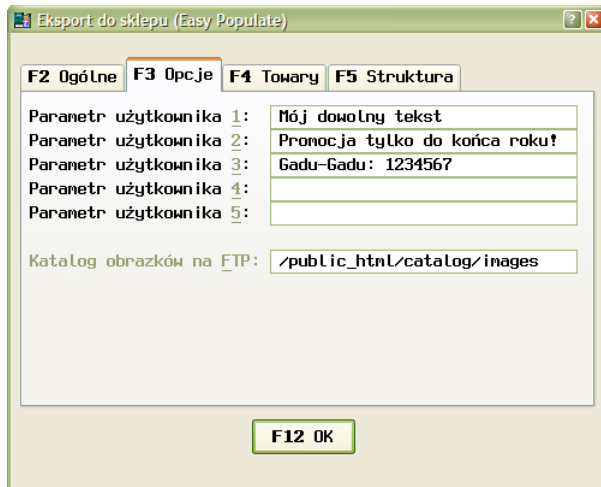 Eksport do sklepu (Easy Populate)
F2 Ogólne F3 Opcje F4 Towary F5 Struktura
Parametr użytkownika 1: Mój dowolny tekst
Parametr użytkownika 2: Promocja tylko do końca roku!
Parametr użytkownika 3: Gadu-Gadu: 1234567
Parametr użytkownika 4:
Parametr użytkownika 5:
Katalog obrazków na FTP: /public_html/catalog/images
F12 OK